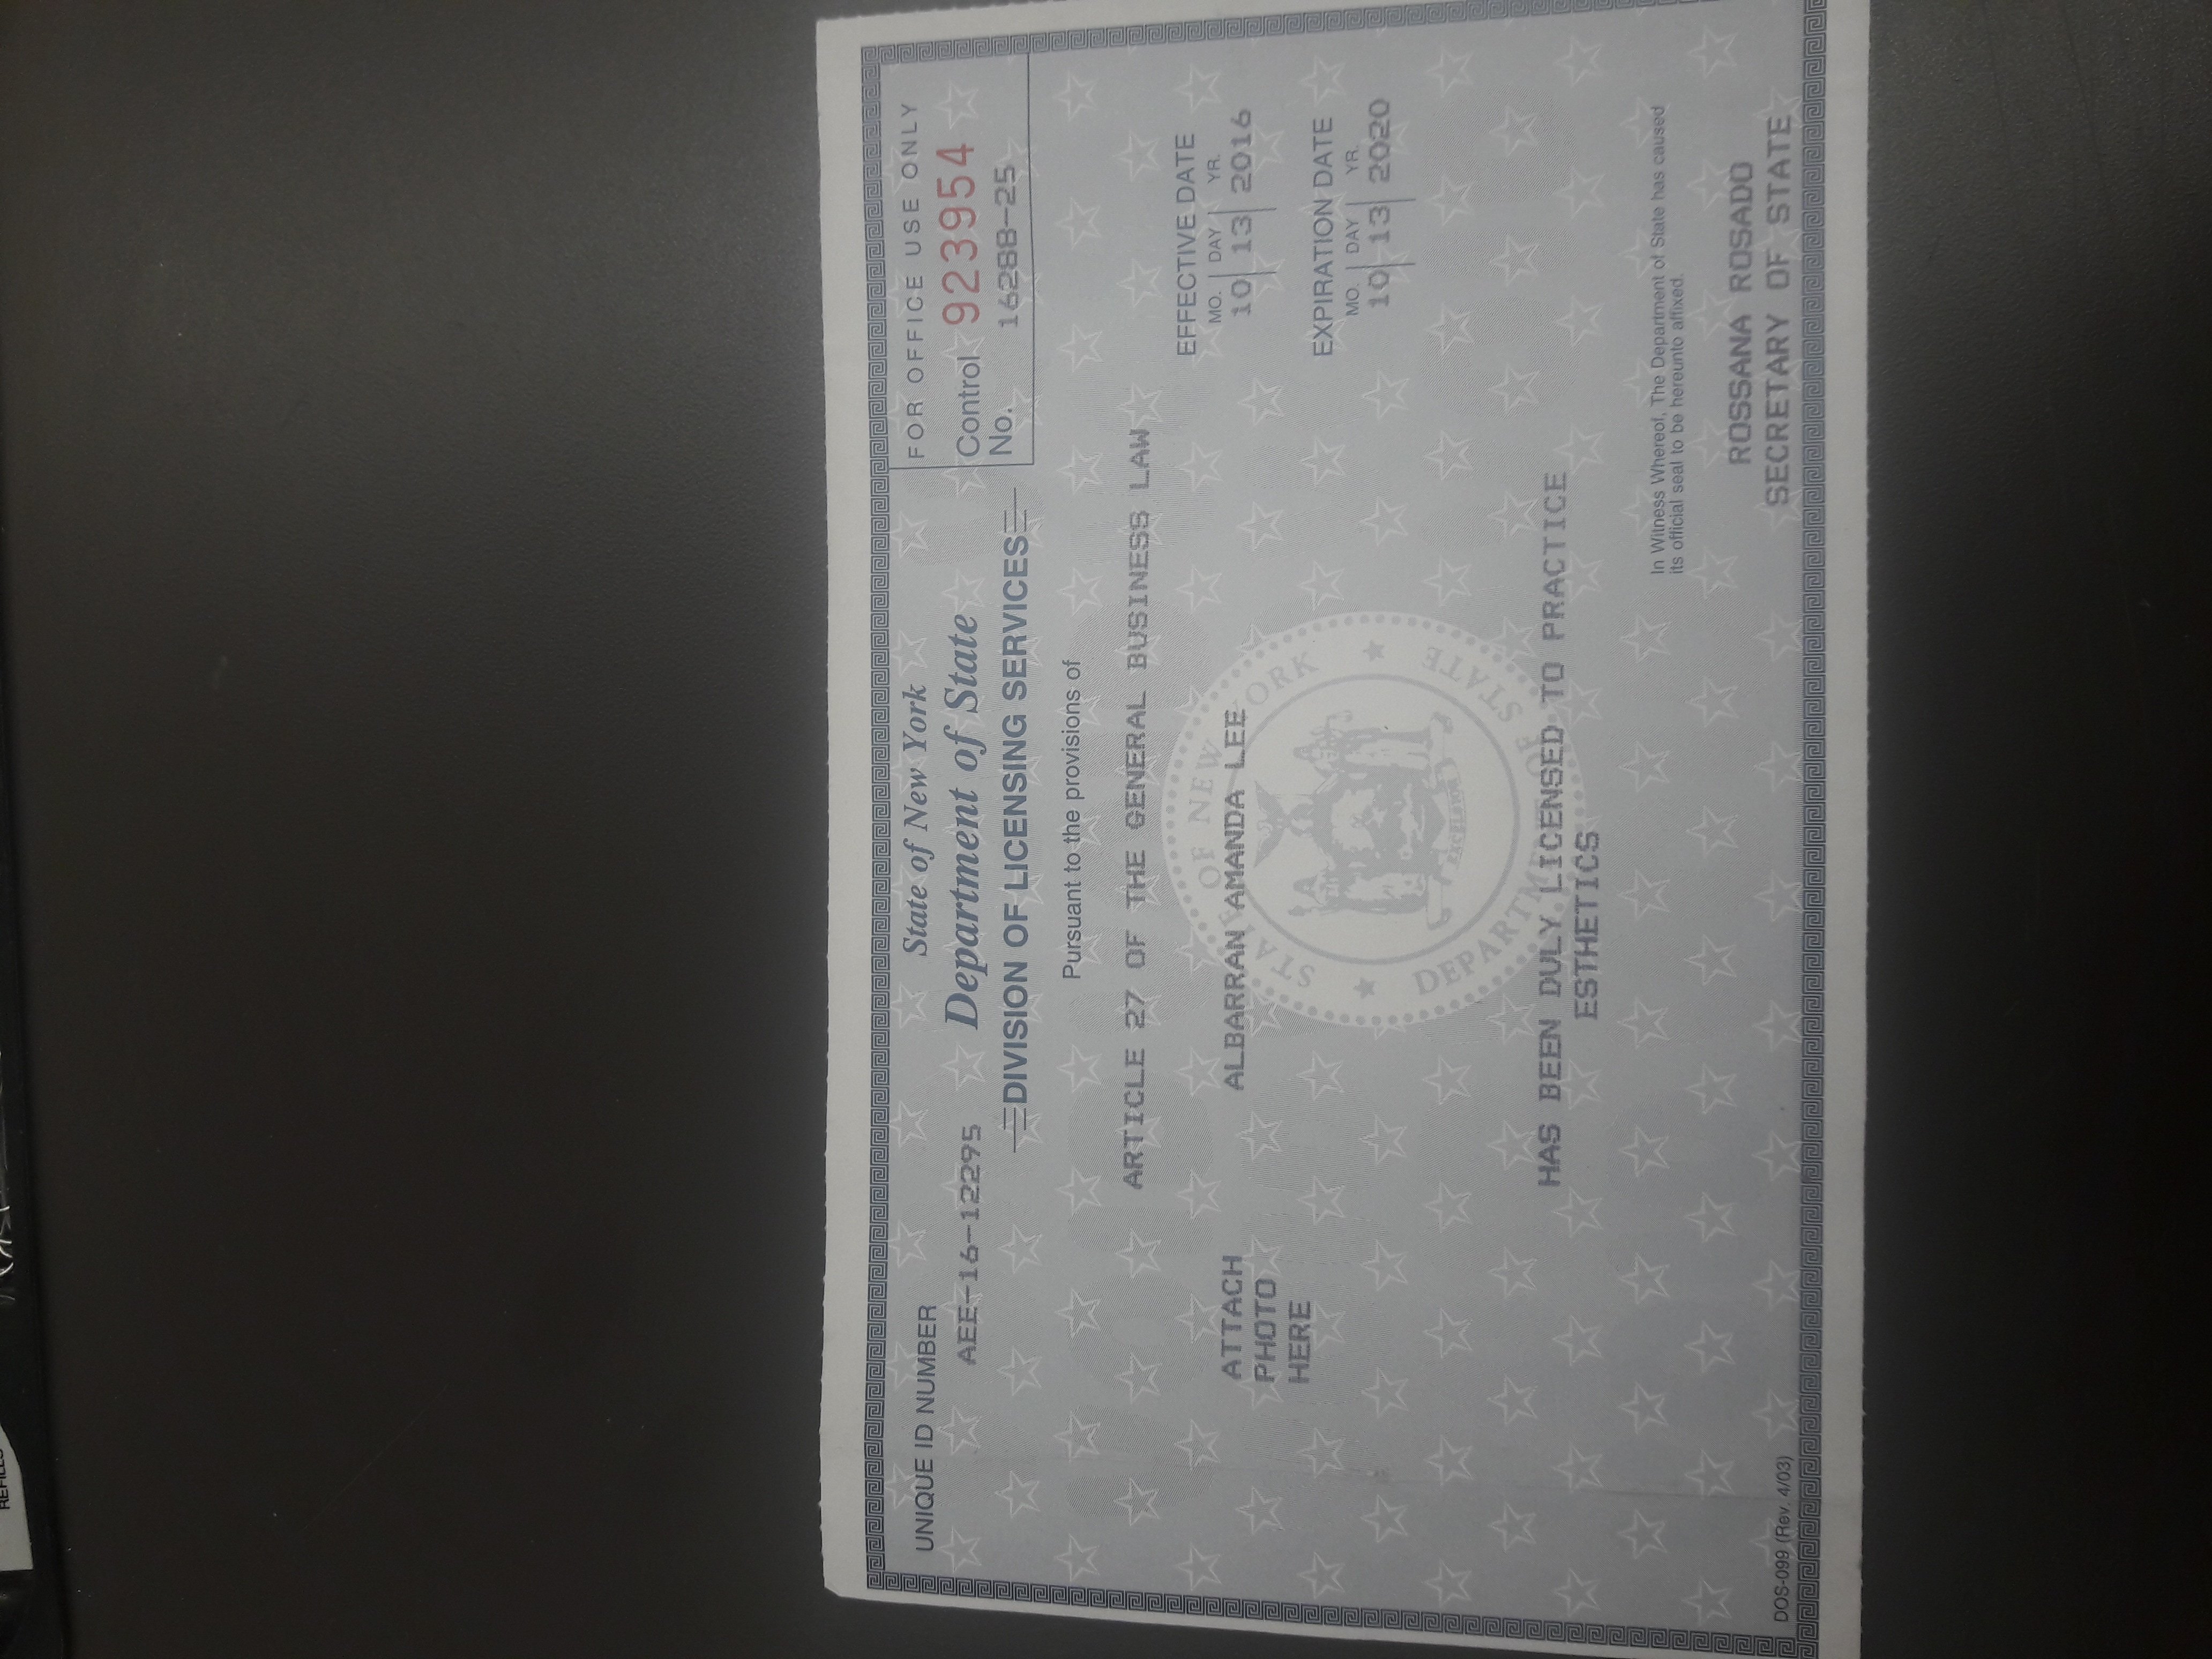 State of New York
UNIQUE ID NUMBER
FOR OFFICE USE ONLY
AEE-16-12295
Department of State
Control 923954
No. 1628B-25
DIVISION OF LICENSING SERVICES
Pursuant to the provisions of
ARTICLE 27 OF THE GENERAL BUSINESS LAW
EFFECTIVE DATE
MO. DAY YR.
10 13 2016
ATTACH
PHOTO
HERE
ALBARRAN AMANDA LEE
EXPIRATION DATE
MO. DAY YR.
10 13 2020
STATE OF NEW YORK
DEPARTMENT OF STATE
HAS BEEN DULY LICENSED TO PRACTICE
ESTHETICS
In Witness Whereof, The Department of State has caused
its official seal to be hereunto affixed.
ROSSANA ROSADO
SECRETARY OF STATE
DOS-099 (Rev. 4/03)